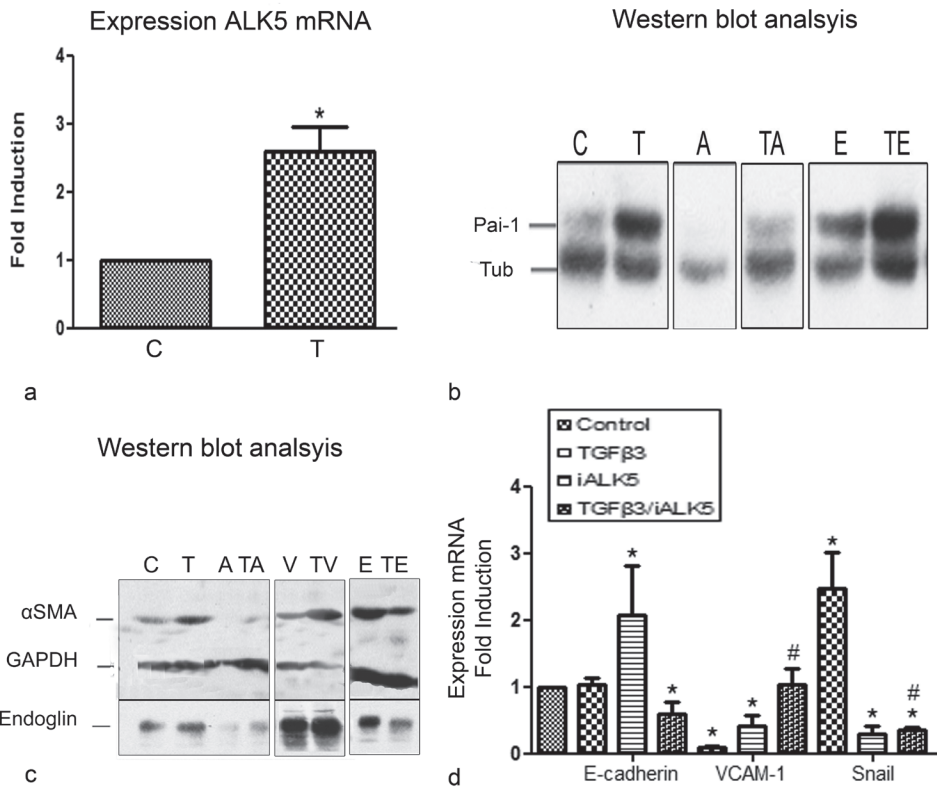 Expression ALK5 mRNA
Fold Induction
4
3
2
1
0
*
C T
a
Western blot analsyis
C T A TA E TE
Pai-1
Tub
b
Western blot analsyis
C T A TA V TV E TE
αSMA
GAPDH
Endoglin
c
Control
TGFβ3
iALK5
TGFβ3/iALK5
Expression mRNA
Fold Induction
4
3
2
1
0
* * * * # * * # *
E-cadherin VCAM-1 Snail
d